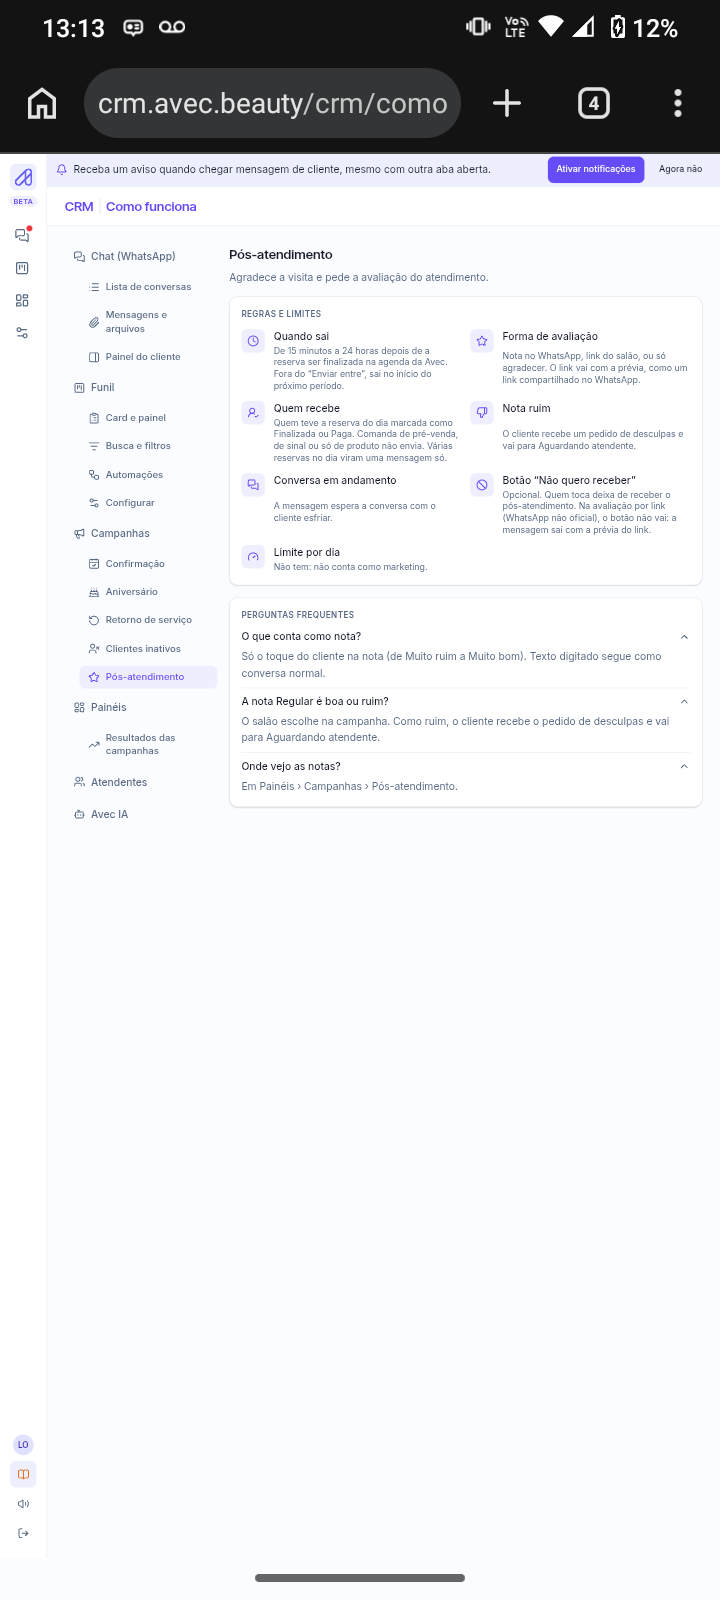 13:13
Vo
LTE
12%
crm.avec.beauty/crm/como
4
Receba um aviso quando chegar mensagem de cliente, mesmo com outra aba aberta.
Ativar notificações
Agora não
BETA
CRM
Como funciona
Chat (WhatsApp)
Lista de conversas
Mensagens e
arquivos
Painel do cliente
Funil
Card e painel
Busca e filtros
Automações
Configurar
Campanhas
Confirmação
Aniversário
Retorno de serviço
Clientes inativos
Pós-atendimento
Painéis
Resultados das
campanhas
Atendentes
Avec IA
Pós-atendimento
Agradece a visita e pede a avaliação do atendimento.
REGRAS E LIMITES
Quando sai
De 15 minutos a 24 horas depois de a
reserva ser finalizada na agenda da Avec.
Fora do “Enviar entre”, sai no início do
próximo período.
Forma de avaliação
Nota no WhatsApp, link do salão, ou só
agradecer. O link vai com a prévia, como um
link compartilhado no WhatsApp.
Quem recebe
Quem teve a reserva do dia marcada como
Finalizada ou Paga. Comanda de pré-venda,
de sinal ou só de produto não envia. Várias
reservas no dia viram uma mensagem só.
Nota ruim
O cliente recebe um pedido de desculpas e
vai para Aguardando atendente.
Conversa em andamento
A mensagem espera a conversa com o
cliente esfriar.
Botão “Não quero receber”
Opcional. Quem toca deixa de receber o
pós-atendimento. Na avaliação por link
(WhatsApp não oficial), o botão não vai: a
mensagem sai com a prévia do link.
Limite por dia
Não tem: não conta como marketing.
PERGUNTAS FREQUENTES
O que conta como nota?
Só o toque do cliente na nota (de Muito ruim a Muito bom). Texto digitado segue como
conversa normal.
A nota Regular é boa ou ruim?
O salão escolhe na campanha. Como ruim, o cliente recebe o pedido de desculpas e vai
para Aguardando atendente.
Onde vejo as notas?
Em Painéis › Campanhas › Pós-atendimento.
LO